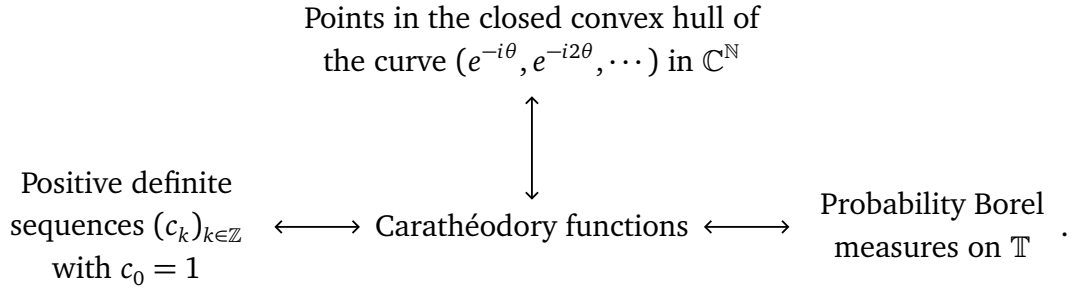 Points in the closed convex hull of
the curve (e^{-iθ}, e^{-i2θ}, ⋯) in ℂ^ℕ
Positive definite
sequences (c_k)_{k∈ℤ}
with c_0 = 1
Carathéodory functions
Probability Borel
measures on 𝕋
.